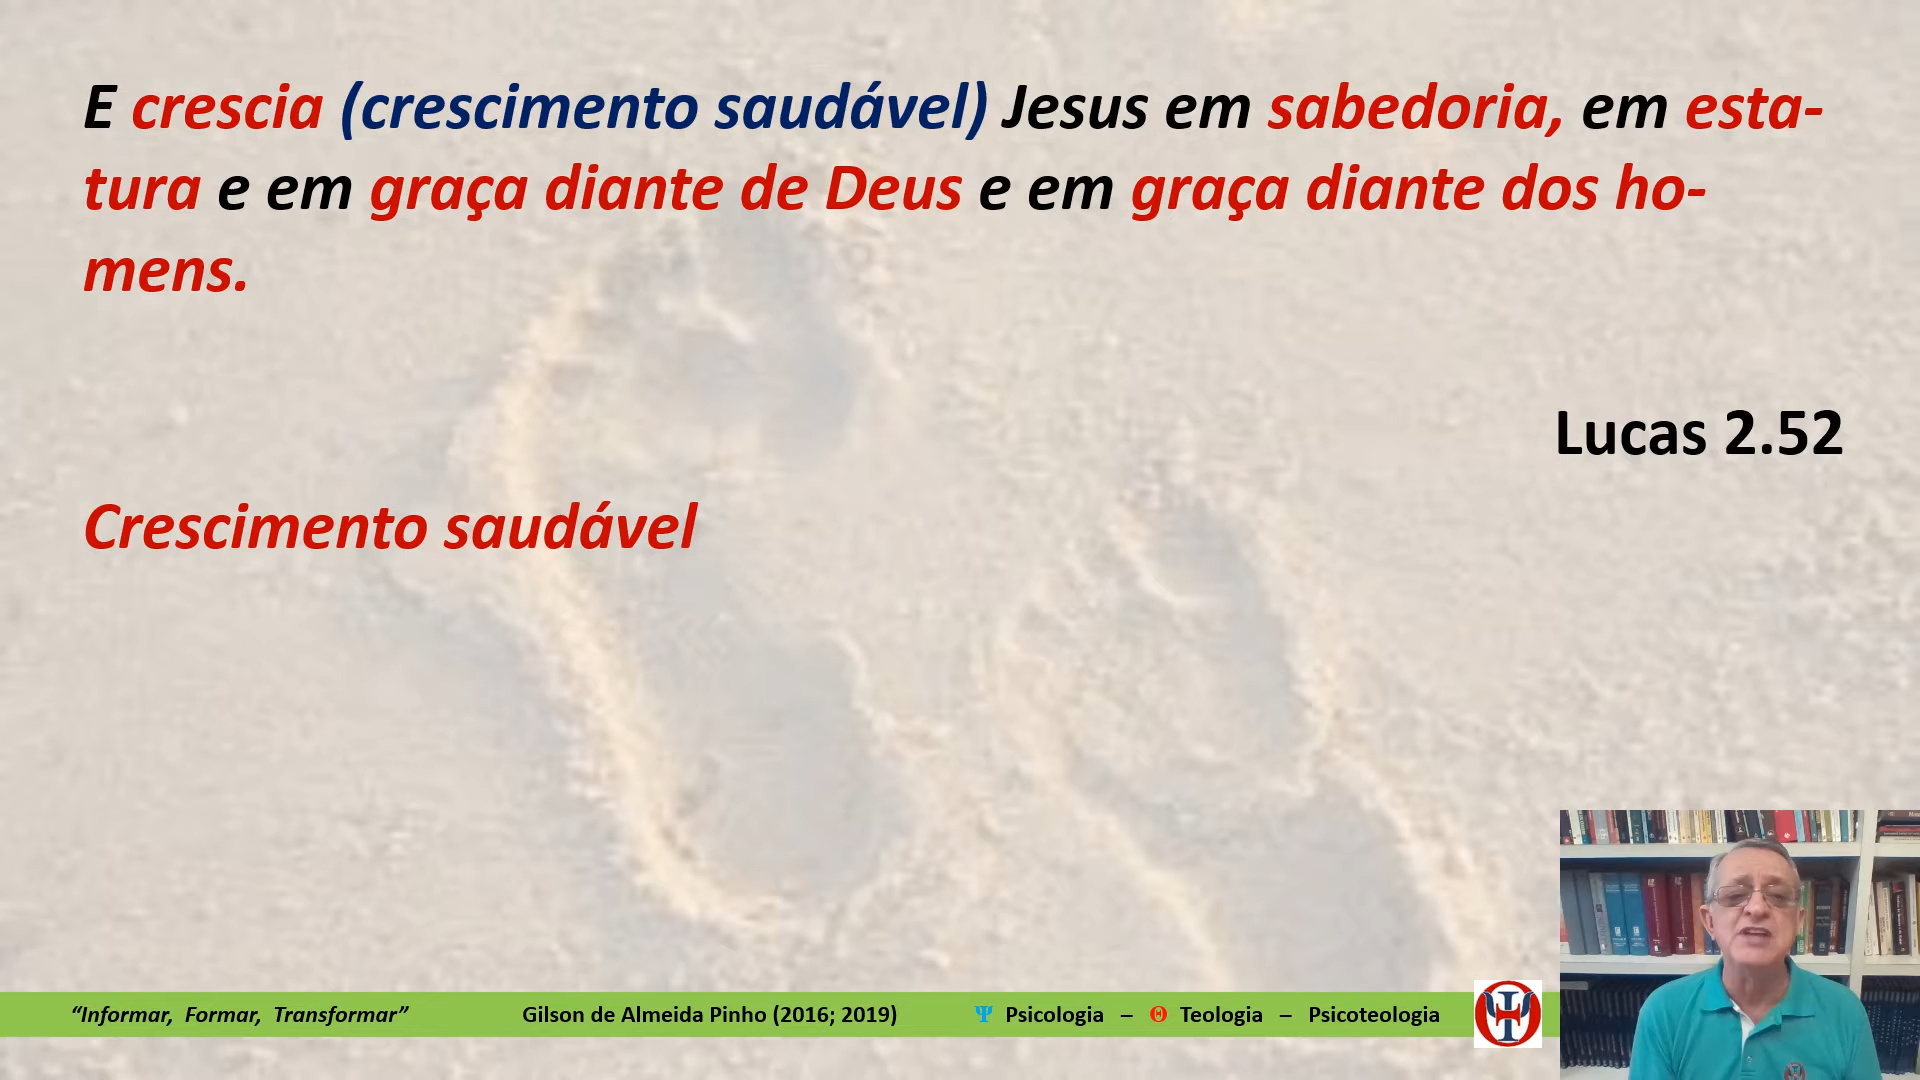 E crescia (crescimento saudável) Jesus em sabedoria, em esta-
tura e em graça diante de Deus e em graça diante dos ho-
mens.
Lucas 2.52
Crescimento saudável
“Informar, Formar, Transformar” Gilson de Almeida Pinho (2016; 2019) Ψ Psicologia – Θ Teologia – Psicoteologia